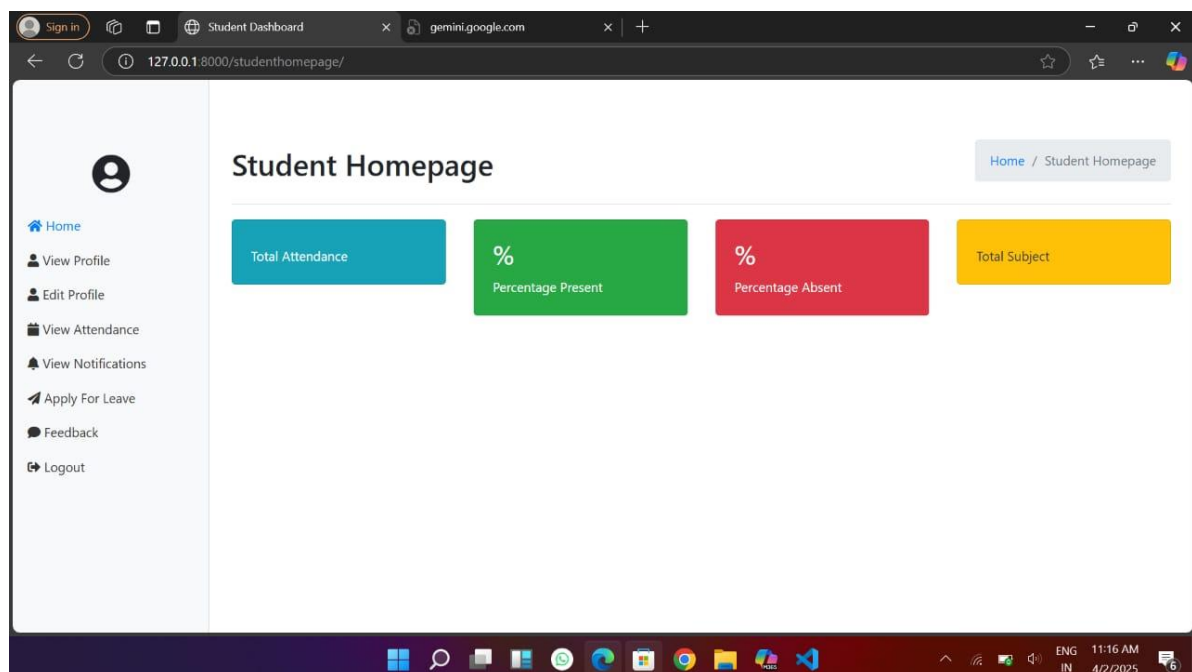 Sign in
Student Dashboard
gemini.google.com
127.0.0.1:8000/studenthomepage/
Student Homepage
Home / Student Homepage
Home
View Profile
Edit Profile
View Attendance
View Notifications
Apply For Leave
Feedback
Logout
Total Attendance
%
Percentage Present
%
Percentage Absent
Total Subject
M365
ENG
IN
11:16 AM
4/2/2025
6